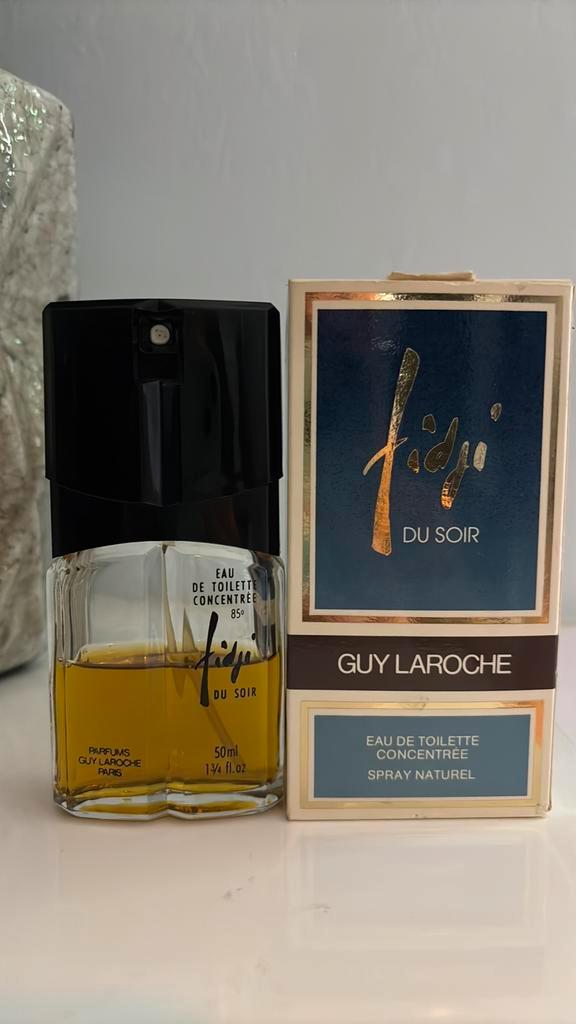 EAU
DE TOILETTE
CONCENTRÉE
85°
fidji
DU SOIR
PARFUMS
GUY LAROCHE
PARIS
50ml
1¾ fl.oz
fidji
DU SOIR
GUY LAROCHE
EAU DE TOILETTE
CONCENTRÉE
SPRAY NATUREL